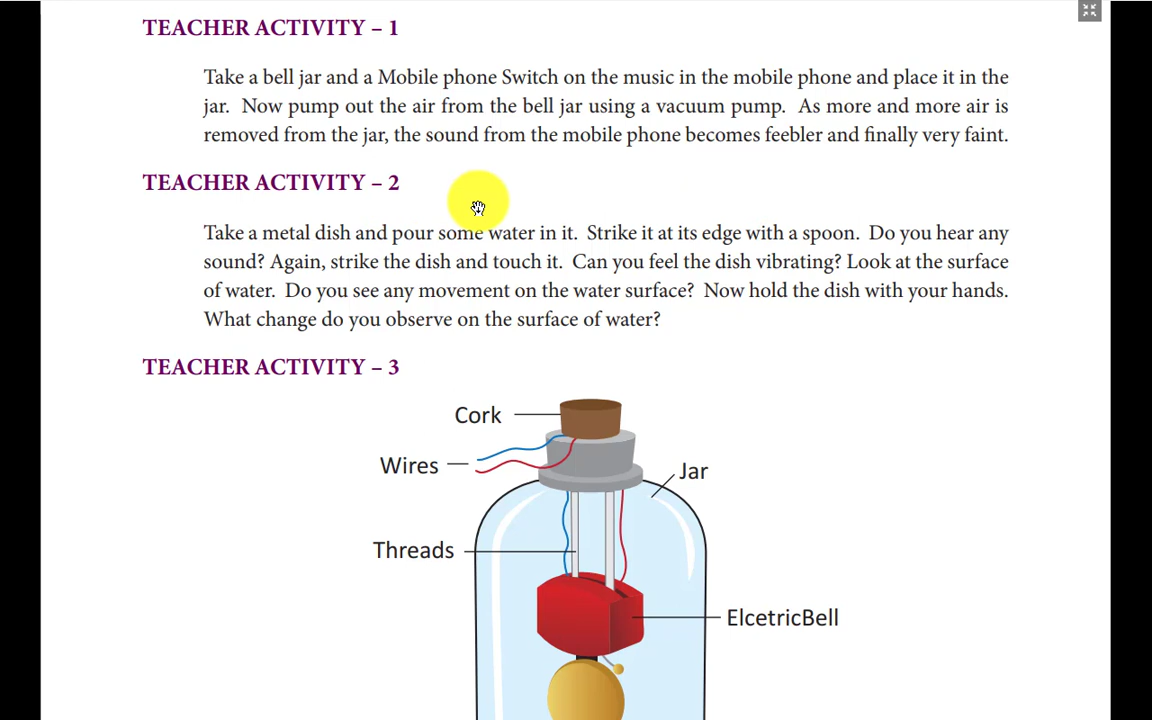 TEACHER ACTIVITY – 1
Take a bell jar and a Mobile phone Switch on the music in the mobile phone and place it in the
jar. Now pump out the air from the bell jar using a vacuum pump. As more and more air is
removed from the jar, the sound from the mobile phone becomes feebler and finally very faint.
TEACHER ACTIVITY – 2
Take a metal dish and pour some water in it. Strike it at its edge with a spoon. Do you hear any
sound? Again, strike the dish and touch it. Can you feel the dish vibrating? Look at the surface
of water. Do you see any movement on the water surface? Now hold the dish with your hands.
What change do you observe on the surface of water?
TEACHER ACTIVITY – 3
Cork
Wires
Jar
Threads
ElcetricBell